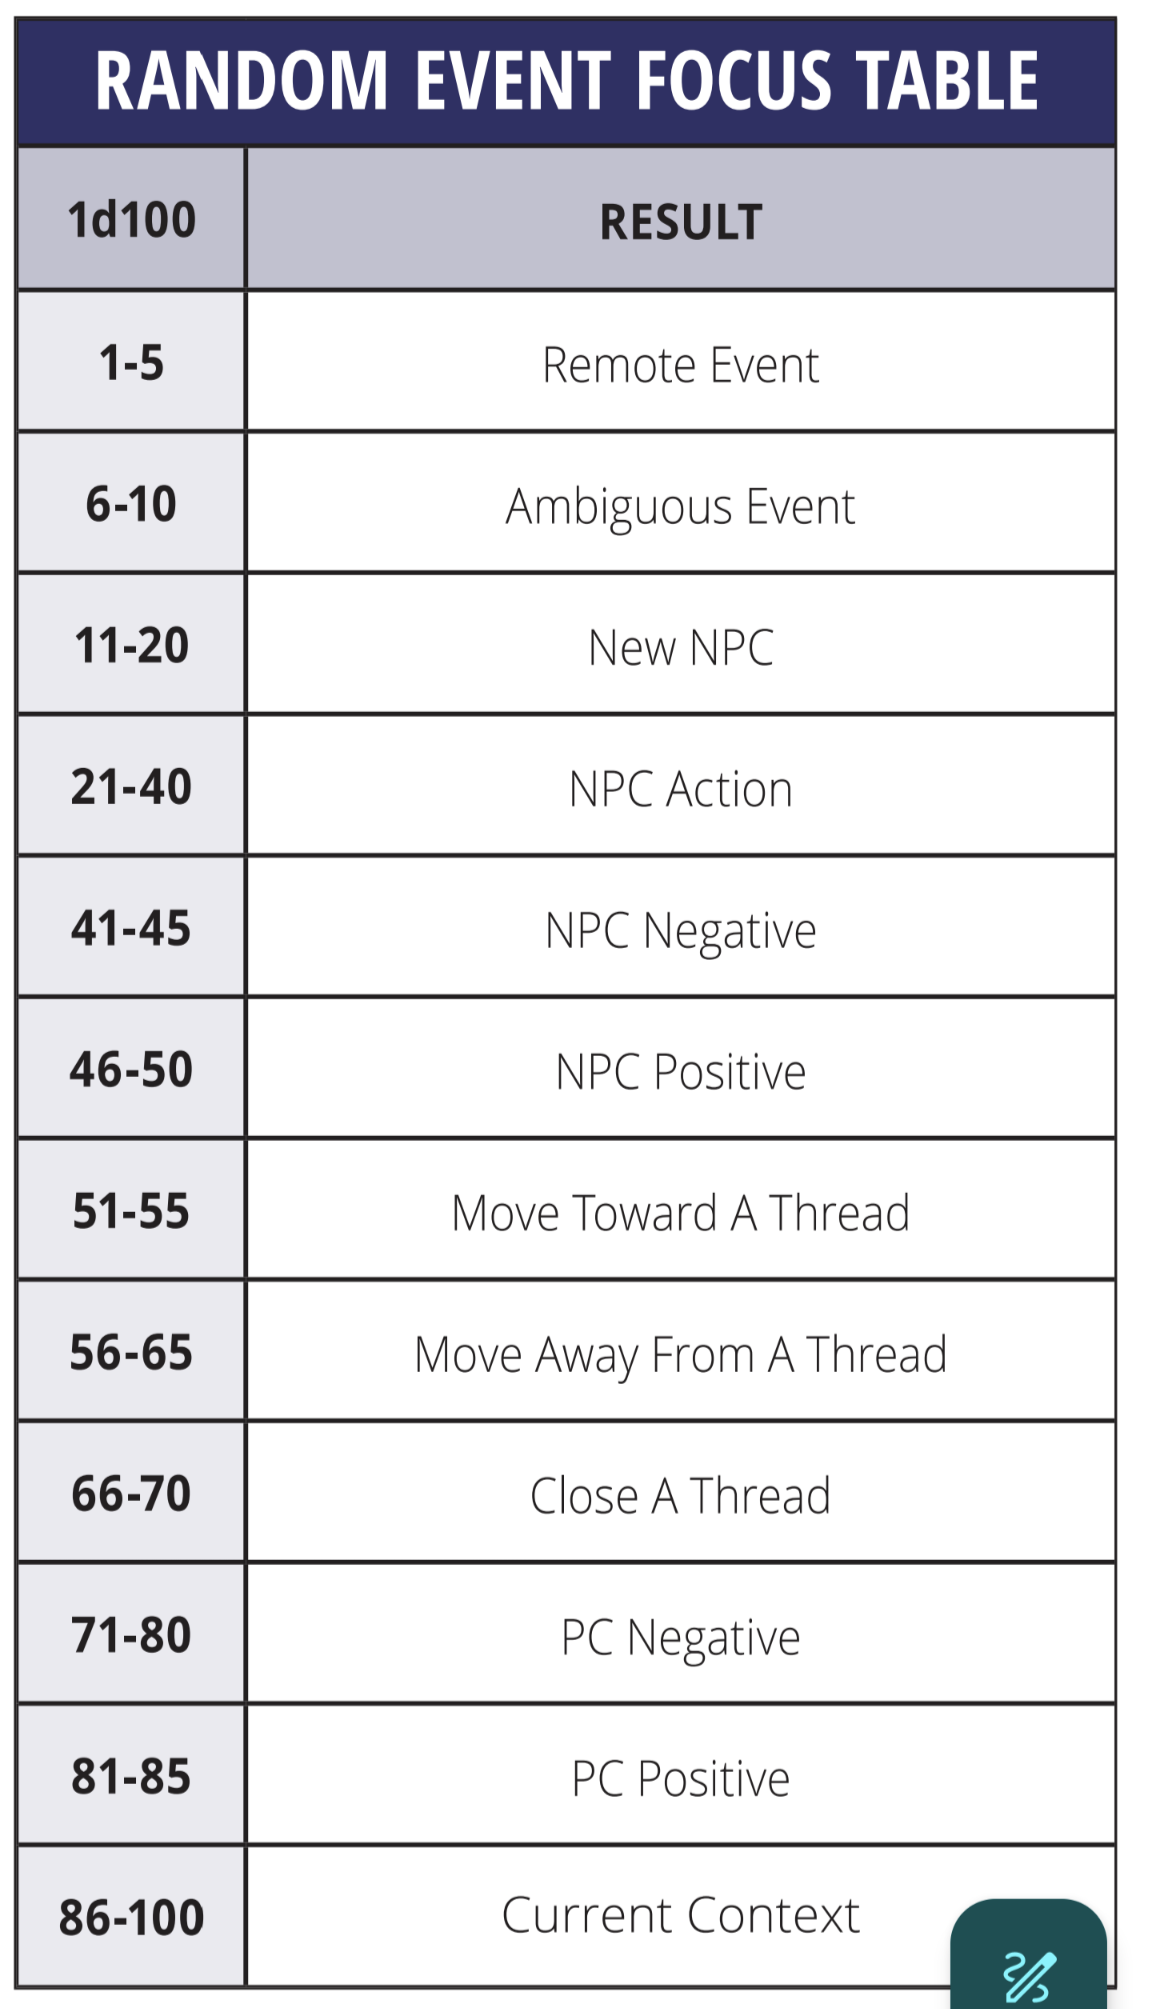 RANDOM EVENT FOCUS TABLE
1d100 RESULT
1-5 Remote Event
6-10 Ambiguous Event
11-20 New NPC
21-40 NPC Action
41-45 NPC Negative
46-50 NPC Positive
51-55 Move Toward A Thread
56-65 Move Away From A Thread
66-70 Close A Thread
71-80 PC Negative
81-85 PC Positive
86-100 Current Context